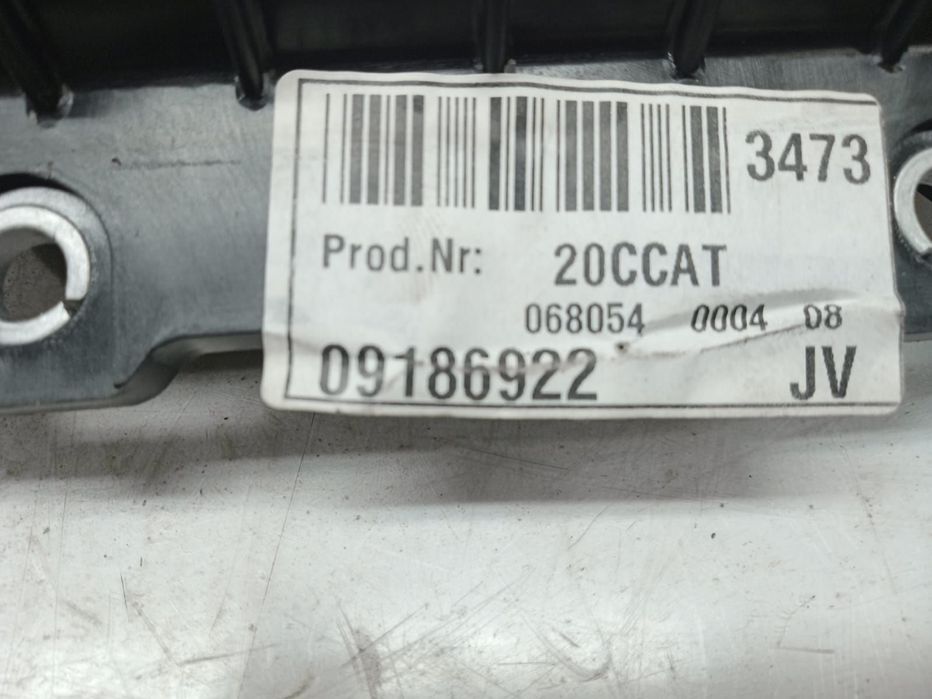 3473
Prod.Nr: 20CCAT
068054 0004 08
09186922 JV